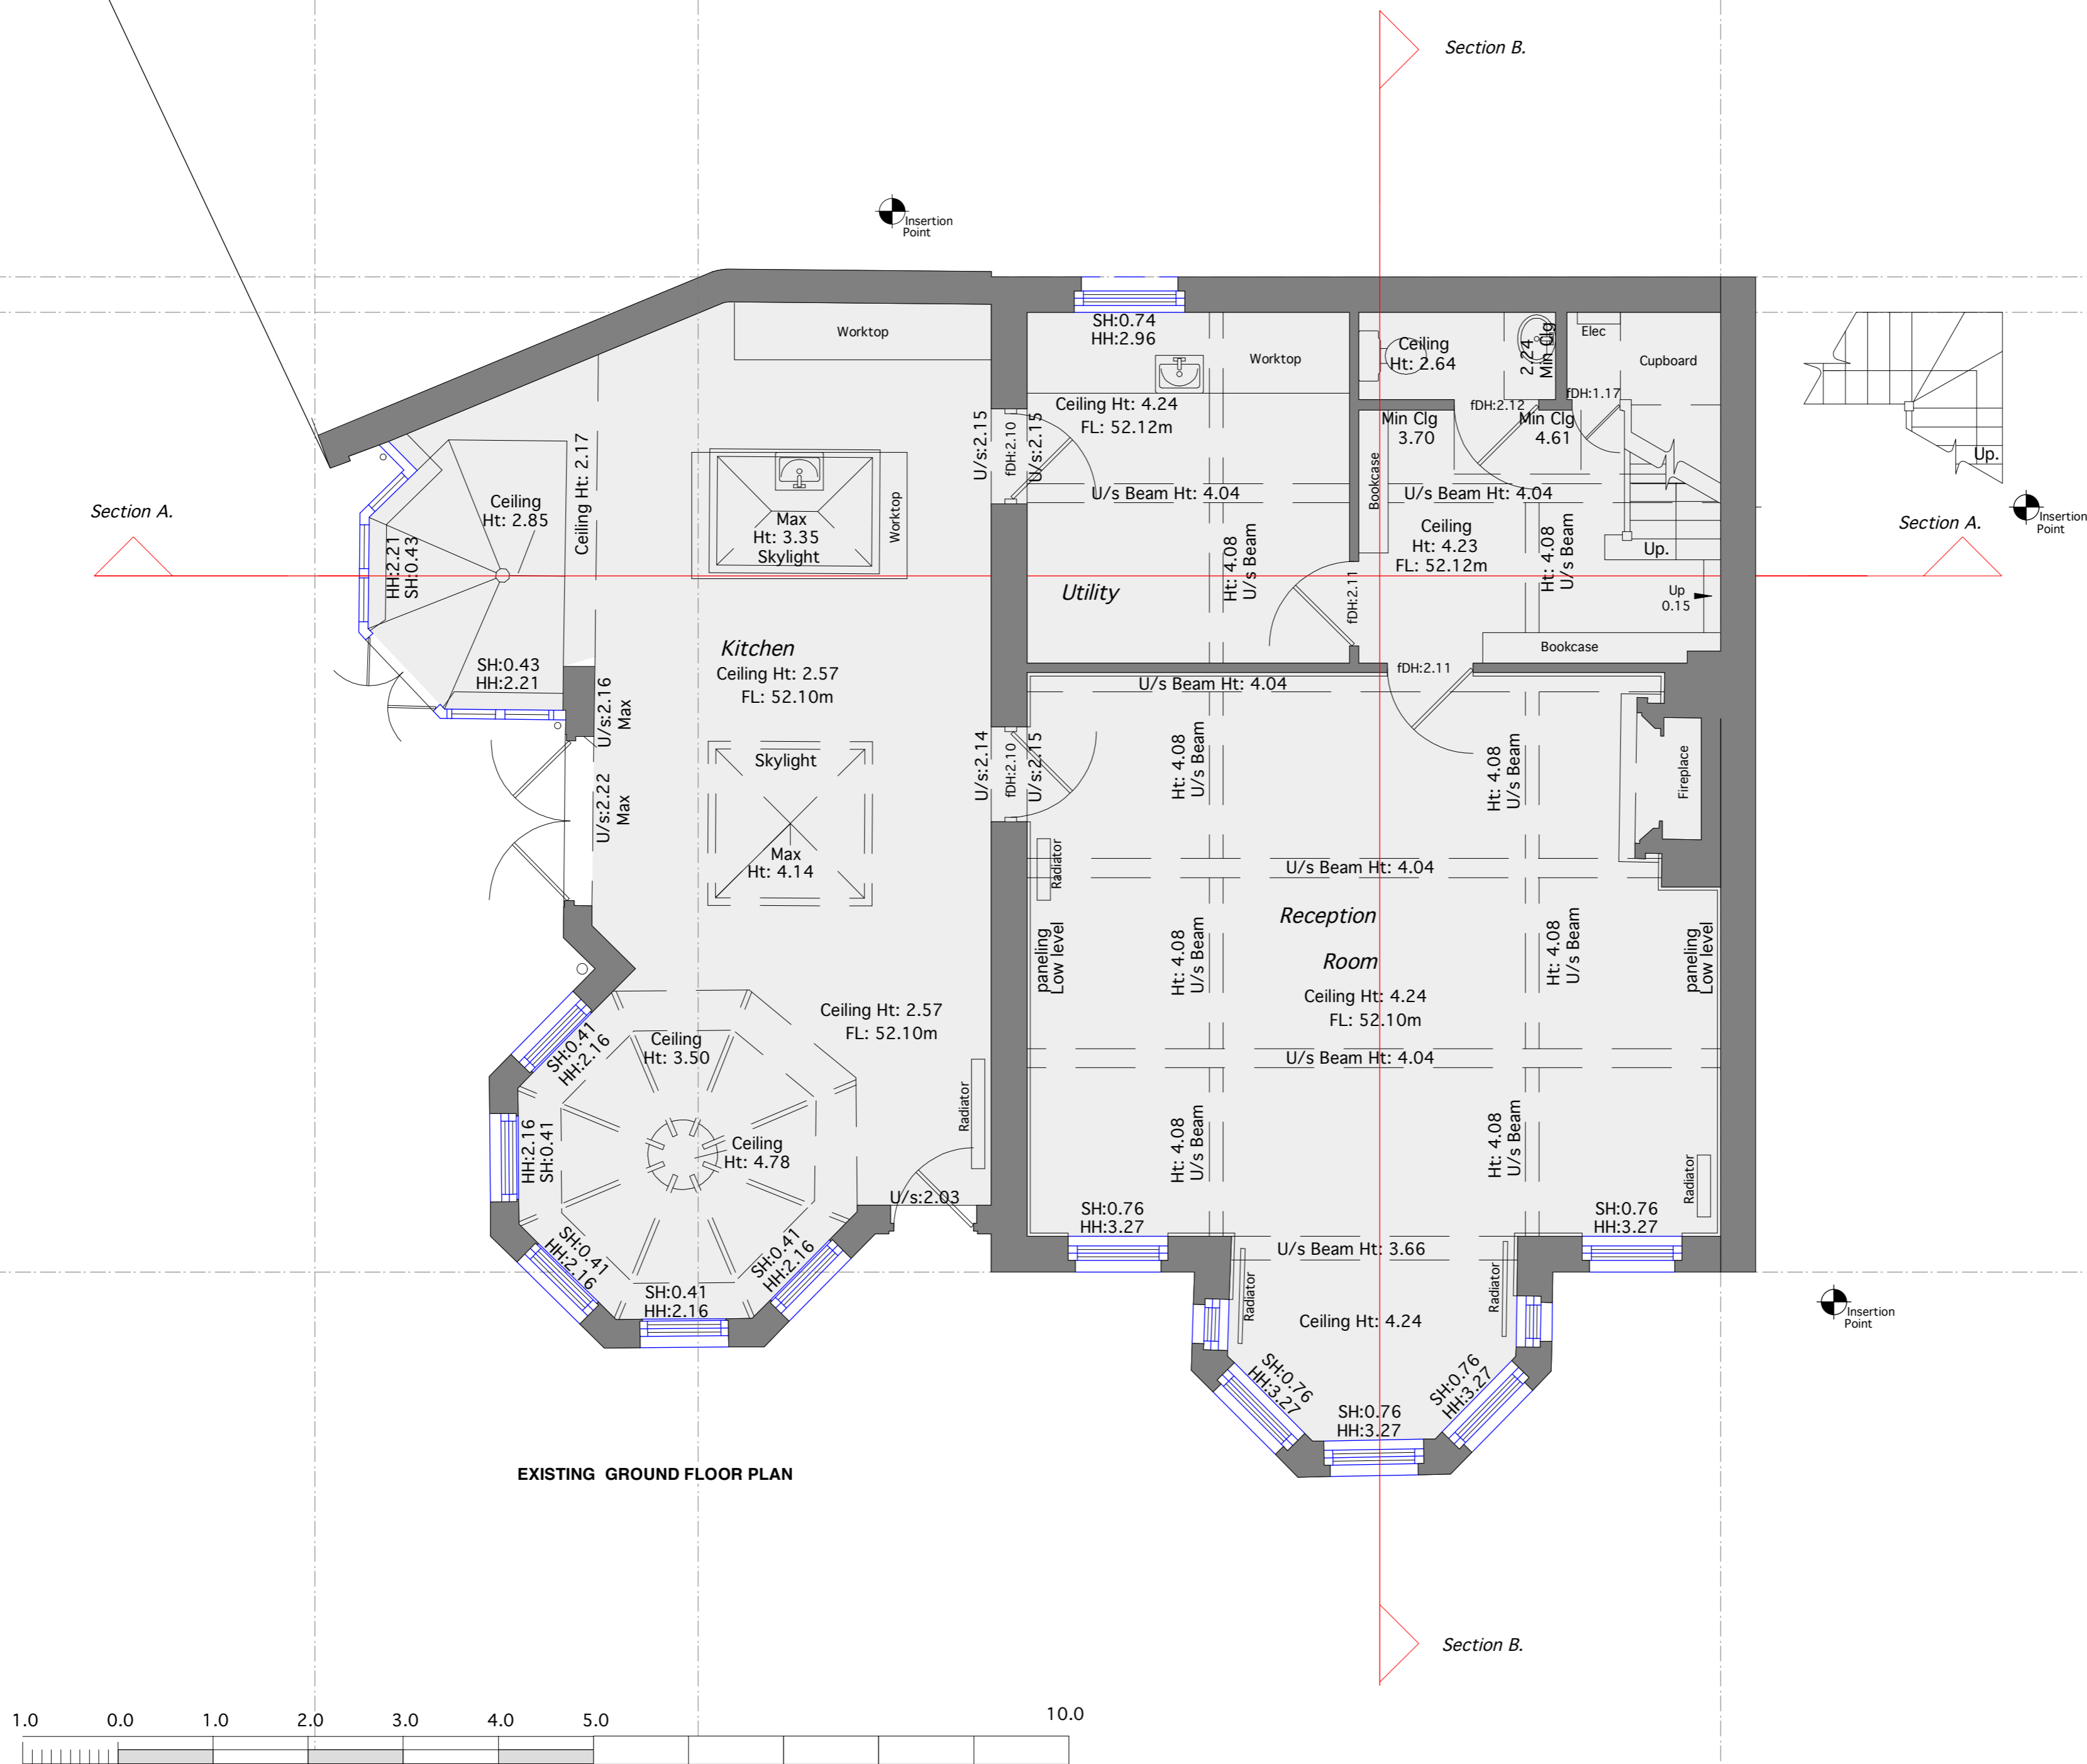 Section B.
Insertion
Point
Worktop
SH:0.74
HH:2.96
Worktop
Ceiling
Ht: 2.64
2.24
Min Clg
Elec
Cupboard
fDH:1.17
fDH:2.12
Ceiling Ht: 4.24
FL: 52.12m
Min Clg
3.70
Min Clg
4.61
Up.
U/s:2.15
fDH:2.10
U/s:2.15
Ceiling Ht: 2.17
Ceiling
Ht: 2.85
Section A.
HH:2.21
SH:0.43
Max
Ht: 3.35
Skylight
Worktop
U/s Beam Ht: 4.04
Bookcase
U/s Beam Ht: 4.04
Ceiling
Ht: 4.23
FL: 52.12m
Ht: 4.08
U/s Beam
Ht: 4.08
U/s Beam
Up.
Section A.
Insertion
Point
Utility
fDH:2.11
Up
0.15
Bookcase
Kitchen
Ceiling Ht: 2.57
FL: 52.10m
SH:0.43
HH:2.21
U/s:2.16
Max
fDH:2.11
U/s Beam Ht: 4.04
Skylight
U/s:2.22
Max
Max
Ht: 4.14
U/s:2.14
fDH:2.10
U/s:2.15
Ht: 4.08
U/s Beam
Ht: 4.08
U/s Beam
Fireplace
Radiator
U/s Beam Ht: 4.04
Reception
Room
Ceiling Ht: 4.24
FL: 52.10m
paneling
Low level
Ht: 4.08
U/s Beam
Ht: 4.08
U/s Beam
paneling
Low level
Ceiling Ht: 2.57
FL: 52.10m
SH:0.41
HH:2.16
Ceiling
Ht: 3.50
U/s Beam Ht: 4.04
Radiator
HH:2.16
SH:0.41
Ceiling
Ht: 4.78
Ht: 4.08
U/s Beam
Ht: 4.08
U/s Beam
Radiator
U/s:2.03
SH:0.76
HH:3.27
SH:0.76
HH:3.27
SH:0.41
HH:2.16
SH:0.41
HH:2.16
SH:0.41
HH:2.16
U/s Beam Ht: 3.66
Radiator
Radiator
Ceiling Ht: 4.24
Insertion
Point
SH:0.76
HH:3.27
SH:0.76
HH:3.27
SH:0.76
HH:3.27
EXISTING GROUND FLOOR PLAN
Section B.
1.0 0.0 1.0 2.0 3.0 4.0 5.0 10.0